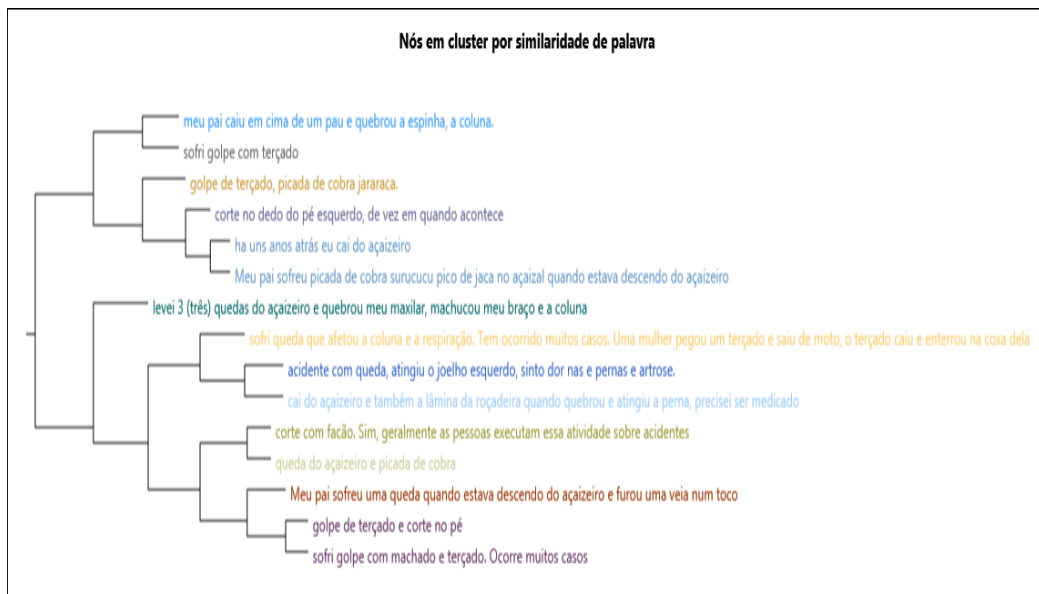 Nós em cluster por similaridade de palavra
meu pai caiu em cima de um pau e quebrou a espinha, a coluna.
sofri golpe com terçado
golpe de terçado, picada de cobra jararaca.
corte no dedo do pé esquerdo, de vez em quando acontece
ha uns anos atrás eu cai do açaizeiro
Meu pai sofreu picada de cobra surucucu pico de jaca no açaizal quando estava descendo do açaizeiro
levei 3 (três) quedas do açaizeiro e quebrou meu maxilar, machucou meu braço e a coluna
sofri queda que afetou a coluna e a respiração. Tem ocorrido muitos casos. Uma mulher pegou um terçado e saiu de moto, o terçado caiu e enterrou na coxa dela
acidente com queda, atingiu o joelho esquerdo, sinto dor nas e pernas e artrose.
cai do açaizeiro e também a lâmina da roçadeira quando quebrou e atingiu a perna, precisei ser medicado
corte com facão. Sim, geralmente as pessoas executam essa atividade sobre acidentes
queda do açaizeiro e picada de cobra
Meu pai sofreu uma queda quando estava descendo do açaizeiro e furou uma veia num toco
golpe de terçado e corte no pé
sofri golpe com machado e terçado. Ocorre muitos casos